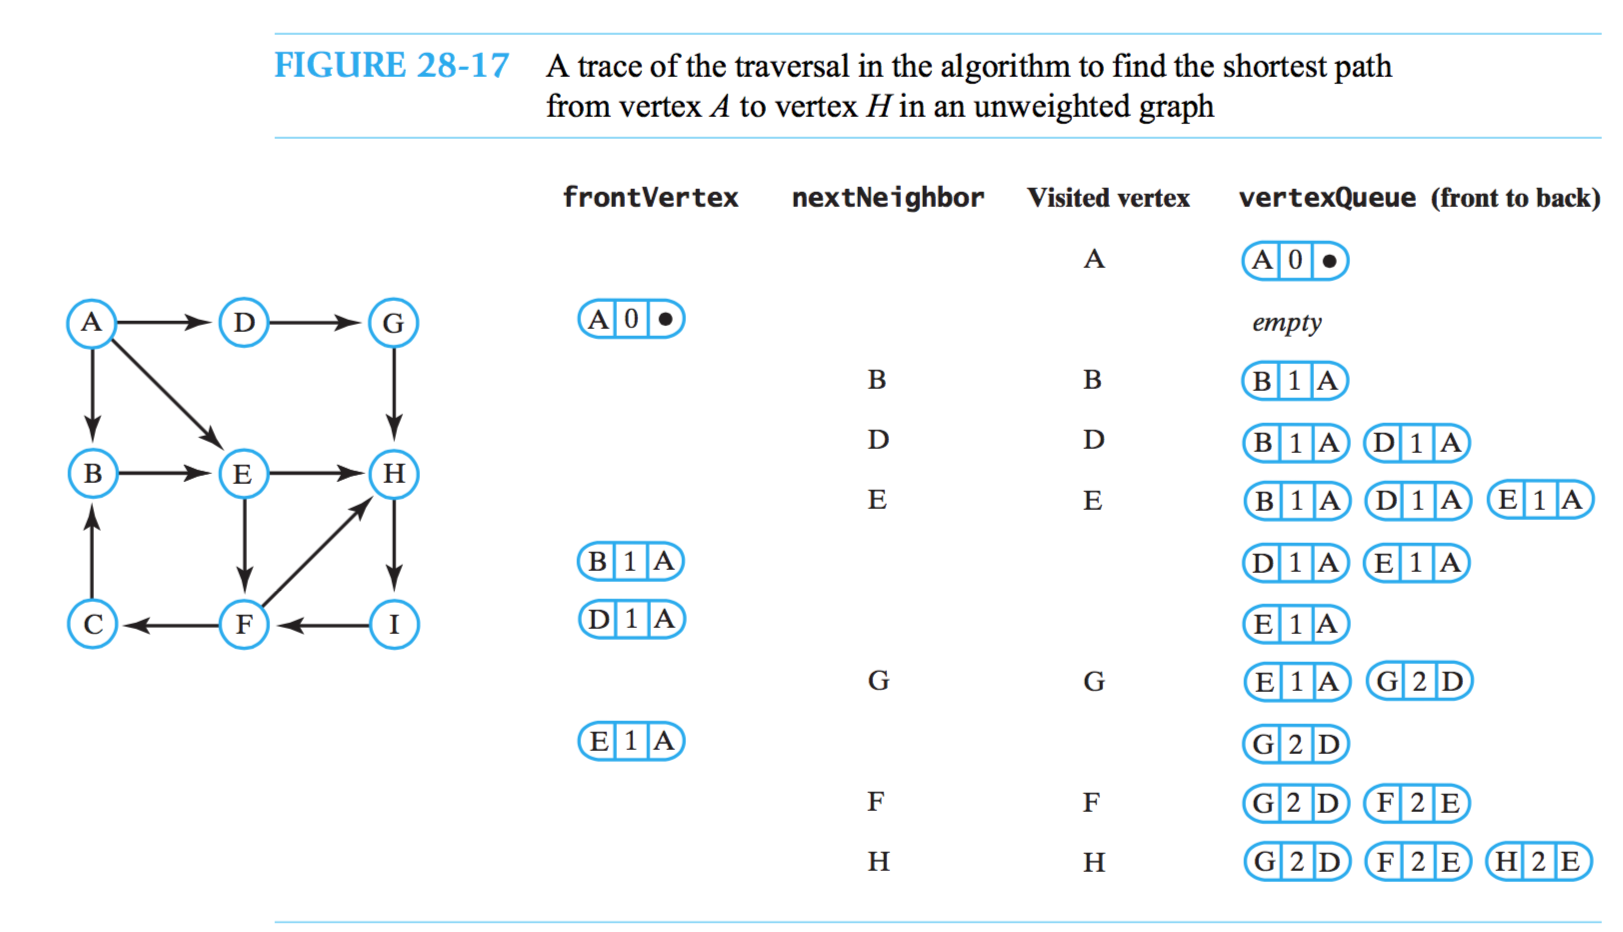 FIGURE 28-17 A trace of the traversal in the algorithm to find the shortest path
from vertex A to vertex H in an unweighted graph
frontVertex nextNeighbor Visited vertex vertexQueue (front to back)
A A 0 •
A 0 • empty
B B B 1 A
D D B 1 A D 1 A
E E B 1 A D 1 A E 1 A
B 1 A D 1 A E 1 A
D 1 A E 1 A
G G E 1 A G 2 D
E 1 A G 2 D
F F G 2 D F 2 E
H H G 2 D F 2 E H 2 E
A D G
B E H
C F I